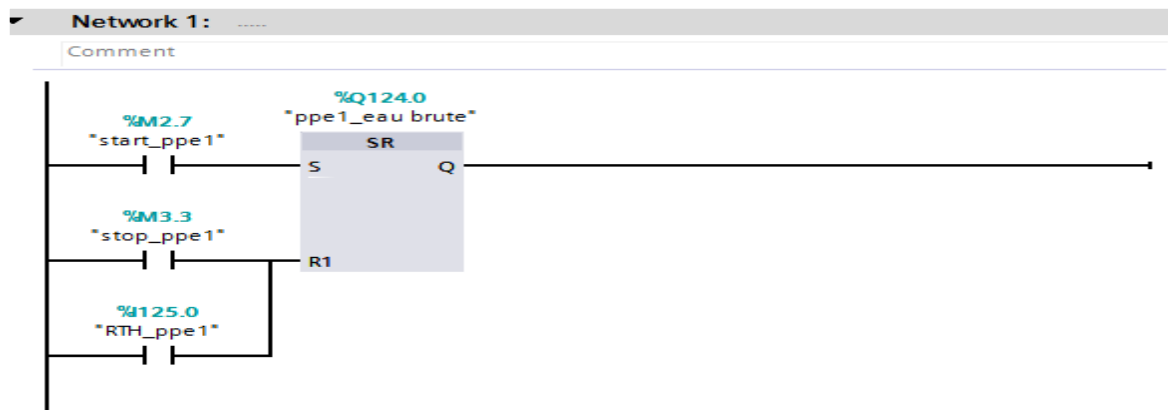 Network 1: .....
Comment
%Q124.0
"ppe1_eau brute"
%M2.7
"start_ppe1"
SR
S Q
%M3.3
"stop_ppe1"
R1
%I125.0
"RTH_ppe1"